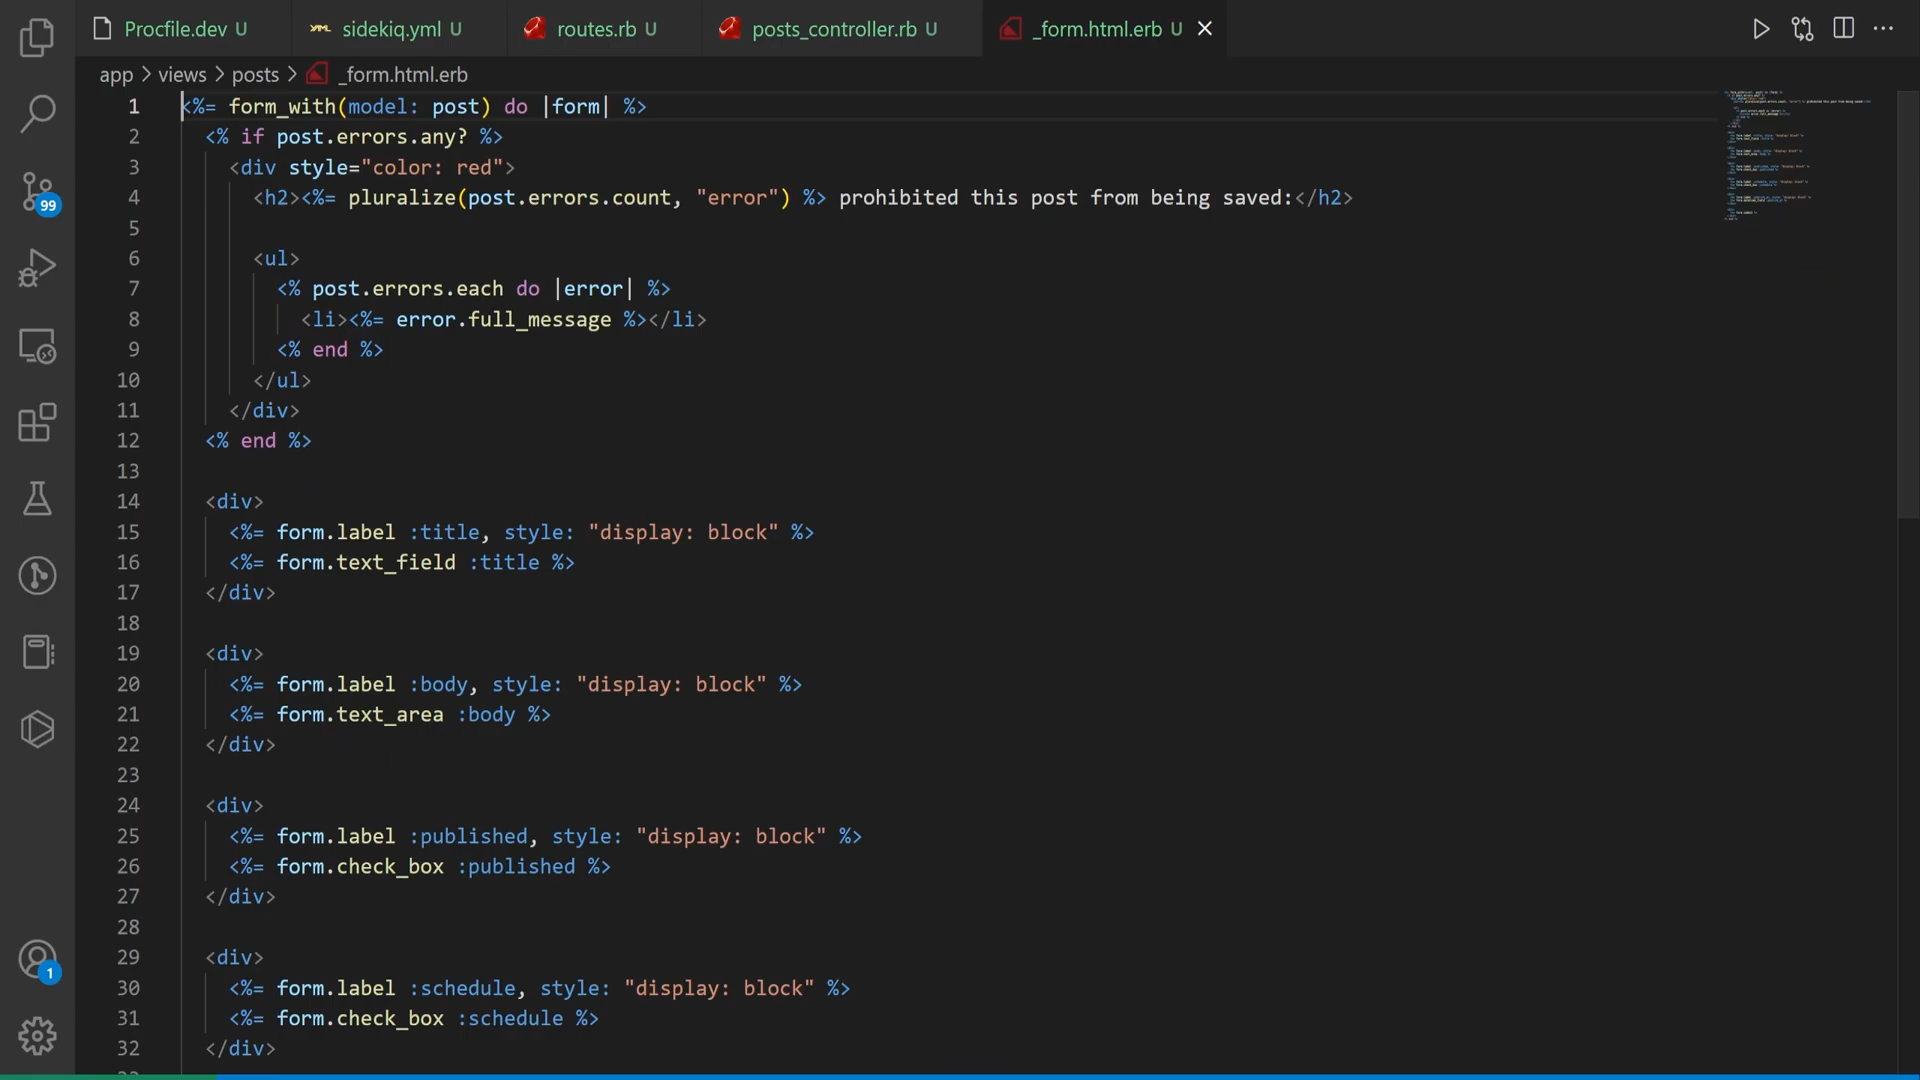 Procfile.dev U
sidekiq.yml U
routes.rb U
posts_controller.rb U
_form.html.erb U
app > views > posts > _form.html.erb
1 <%= form_with(model: post) do |form| %>
2 <% if post.errors.any? %>
3 <div style="color: red">
4 <h2><%= pluralize(post.errors.count, "error") %> prohibited this post from being saved:</h2>
5
6 <ul>
7 <% post.errors.each do |error| %>
8 <li><%= error.full_message %></li>
9 <% end %>
10 </ul>
11 </div>
12 <% end %>
13
14 <div>
15 <%= form.label :title, style: "display: block" %>
16 <%= form.text_field :title %>
17 </div>
18
19 <div>
20 <%= form.label :body, style: "display: block" %>
21 <%= form.text_area :body %>
22 </div>
23
24 <div>
25 <%= form.label :published, style: "display: block" %>
26 <%= form.check_box :published %>
27 </div>
28
29 <div>
30 <%= form.label :schedule, style: "display: block" %>
31 <%= form.check_box :schedule %>
32 </div>
99
1